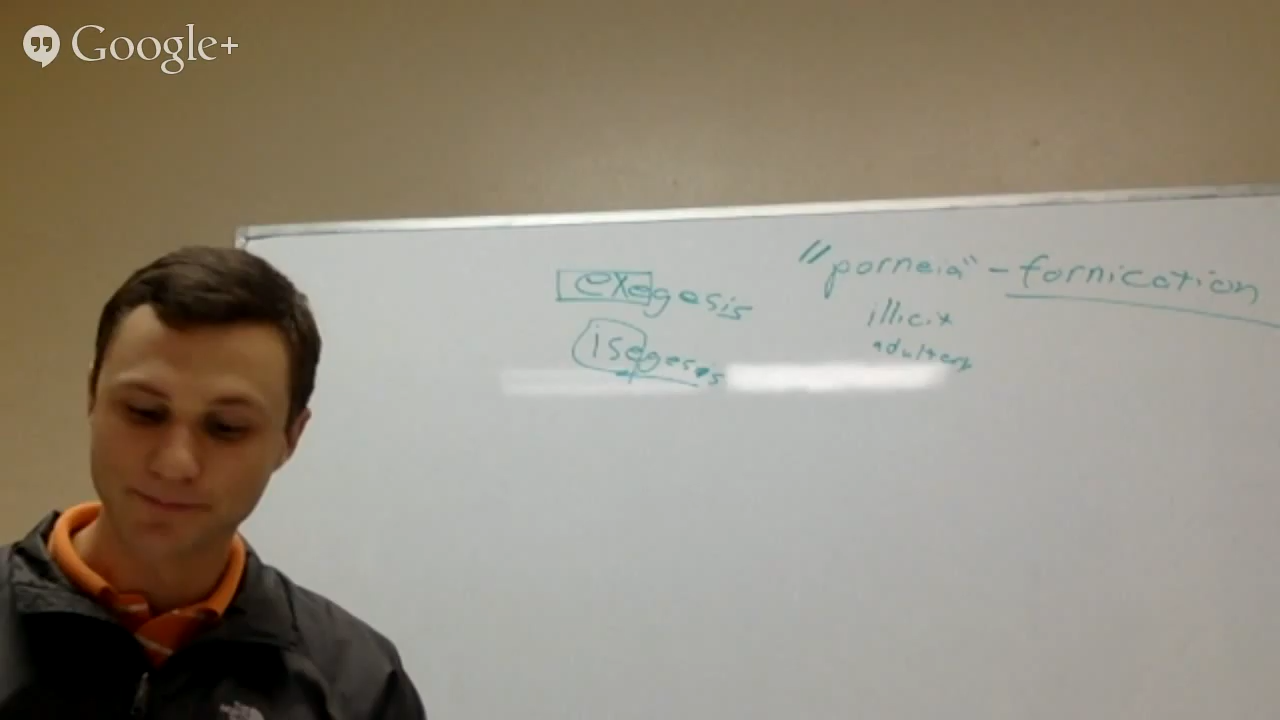 Google+
exegesis
isegesis
"porneia" - fornication
illicit
adultery